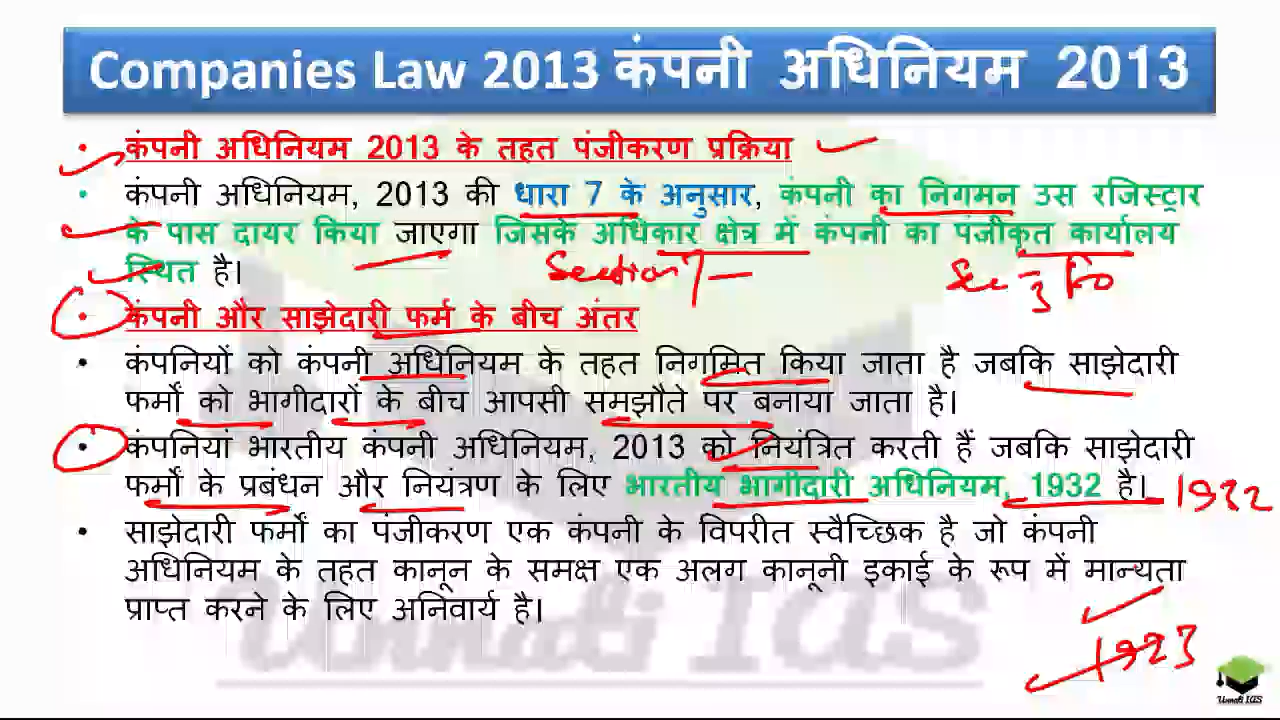 Companies Law 2013 कंपनी अधिनियम 2013
• कंपनी अधिनियम 2013 के तहत पंजीकरण प्रक्रिया
• कंपनी अधिनियम, 2013 की धारा 7 के अनुसार, कंपनी का निगमन उस रजिस्ट्रार
के पास दायर किया जाएगा जिसके अधिकार क्षेत्र में कंपनी का पंजीकृत कार्यालय
स्थित है।
Section 7 —
• कंपनी और साझेदारी फर्म के बीच अंतर
• कंपनियों को कंपनी अधिनियम के तहत निगमित किया जाता है जबकि साझेदारी
फर्मों को भागीदारों के बीच आपसी समझौते पर बनाया जाता है।
• कंपनियां भारतीय कंपनी अधिनियम, 2013 को नियंत्रित करती हैं जबकि साझेदारी
फर्मों के प्रबंधन और नियंत्रण के लिए भारतीय भागीदारी अधिनियम, 1932 है।
1932
• साझेदारी फर्मों का पंजीकरण एक कंपनी के विपरीत स्वैच्छिक है जो कंपनी
अधिनियम के तहत कानून के समक्ष एक अलग कानूनी इकाई के रूप में मान्यता
प्राप्त करने के लिए अनिवार्य है।
1923
Unnati IAS
Unnati IAS